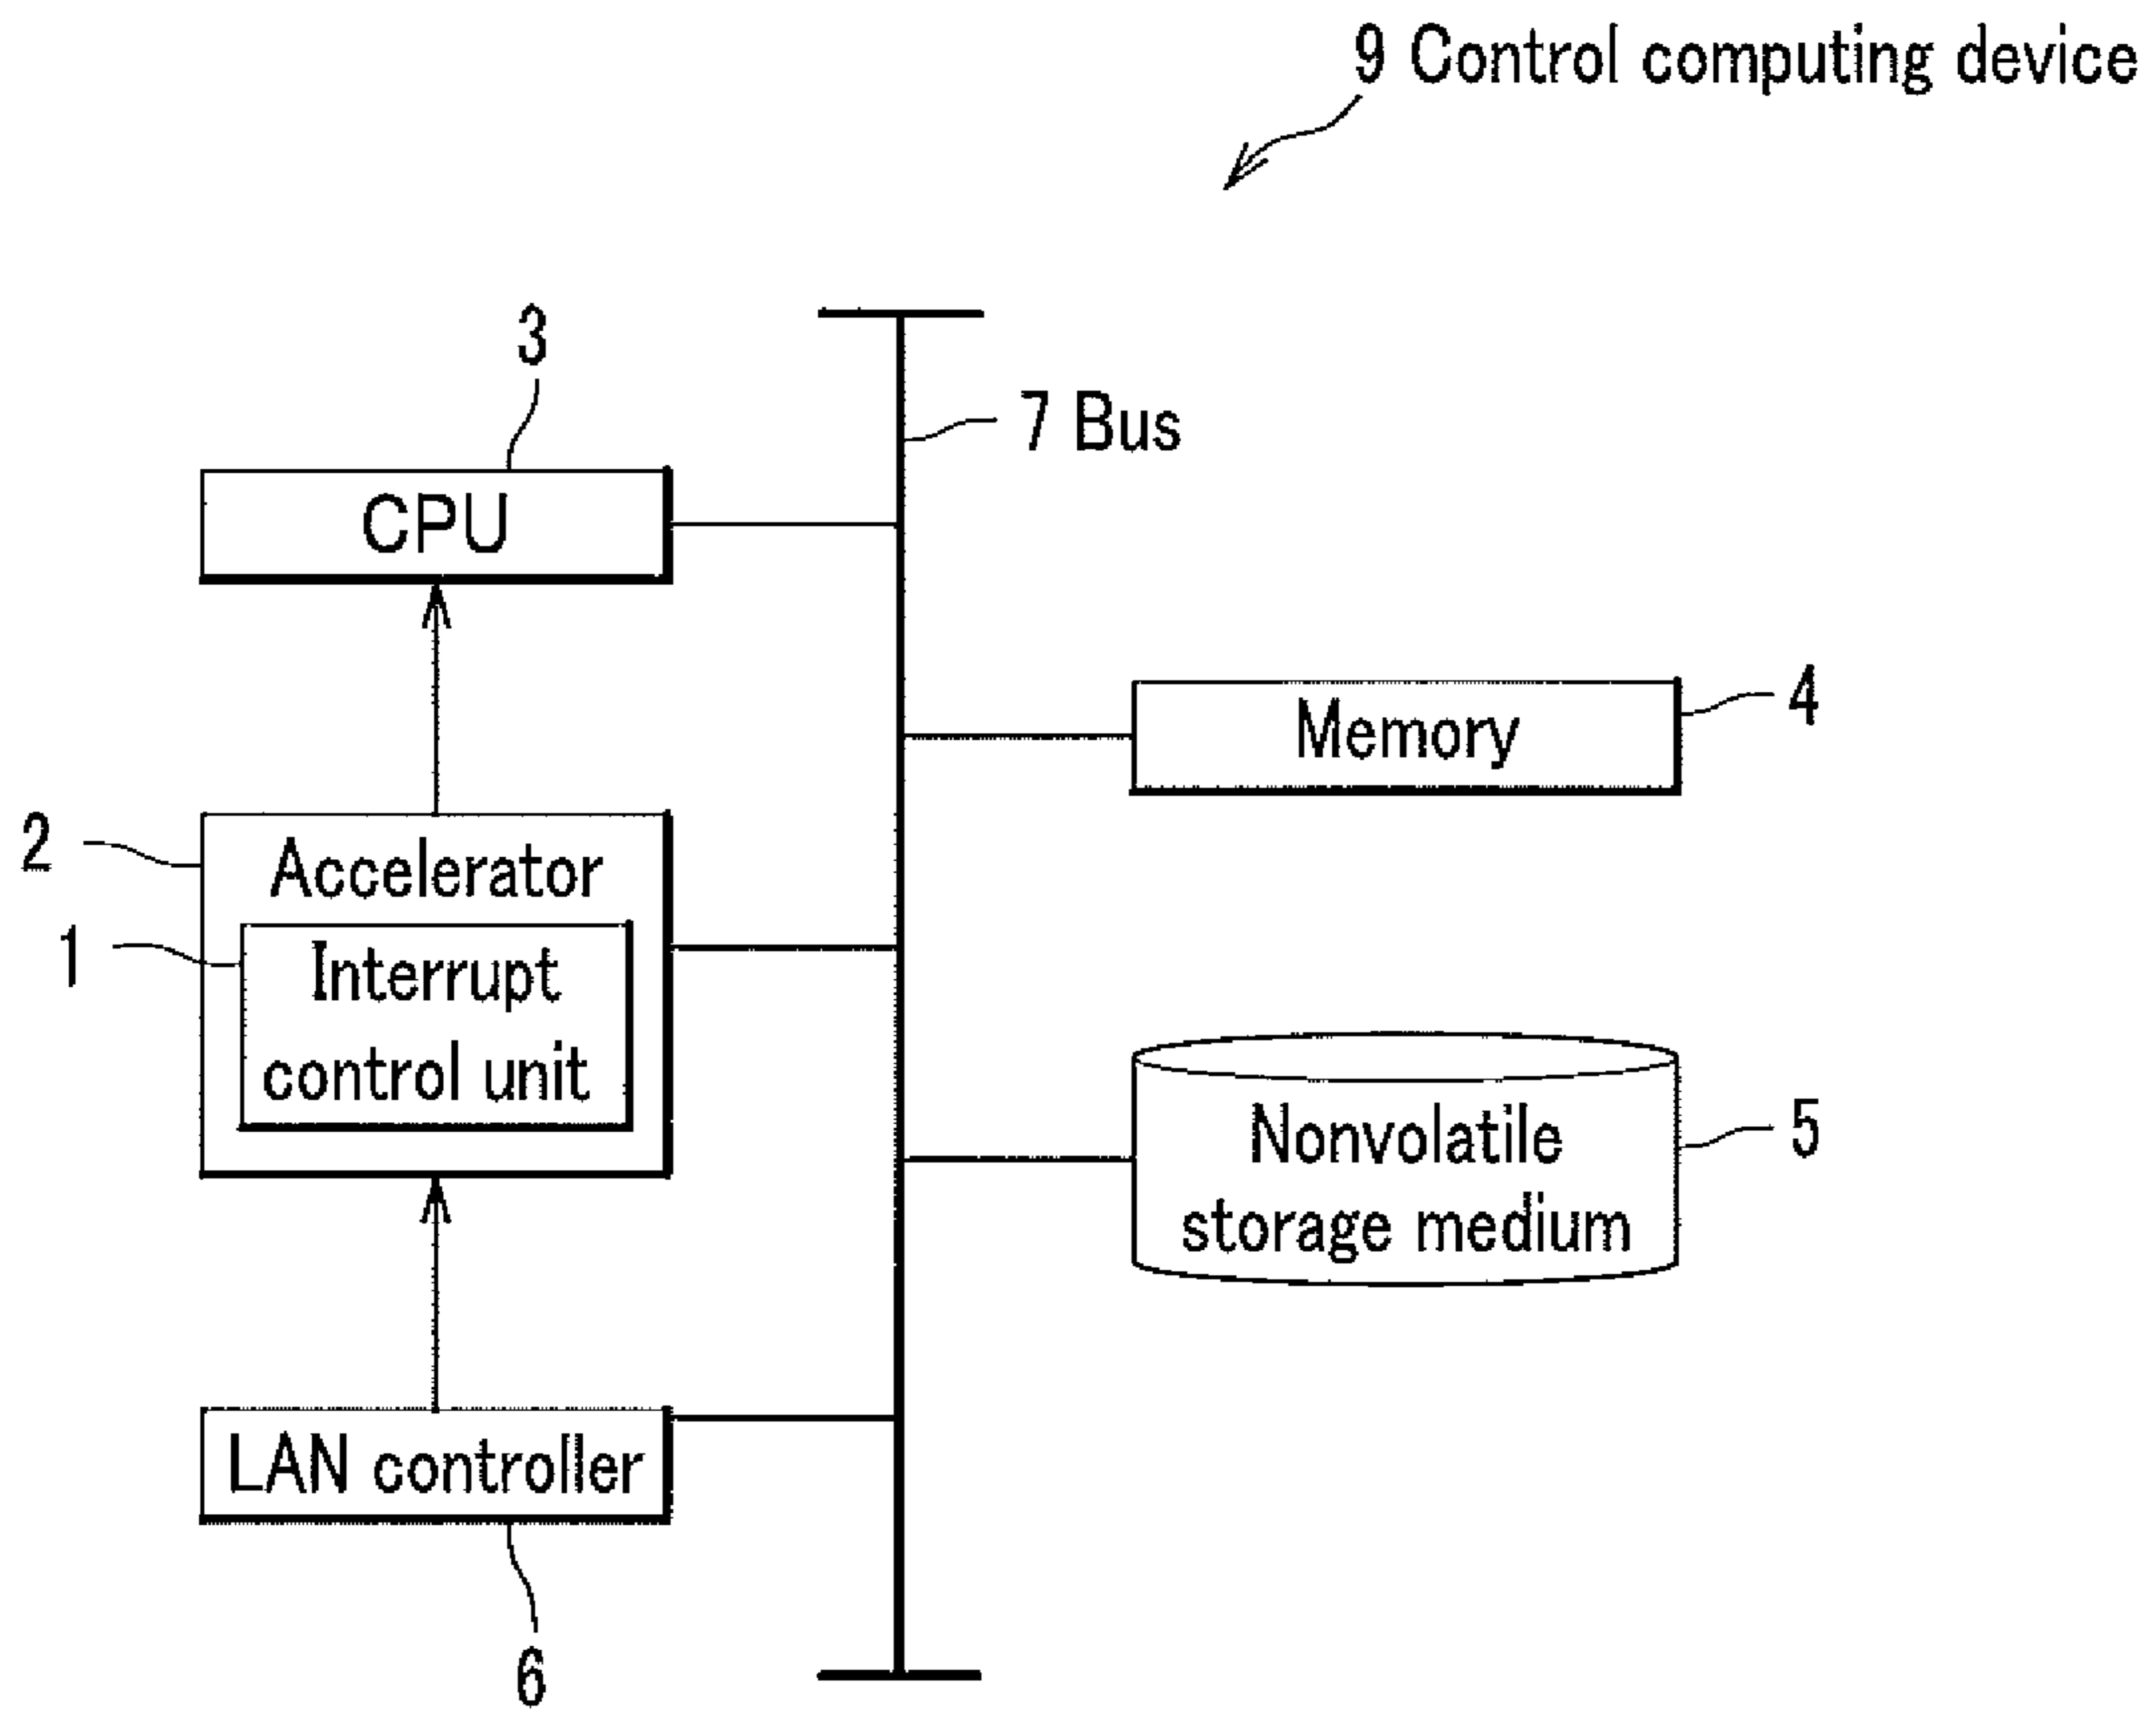 9 Control computing device
3
7 Bus
CPU
Memory
4
2
Accelerator
1
Interrupt
control unit
Nonvolatile
storage medium
5
LAN controller
6